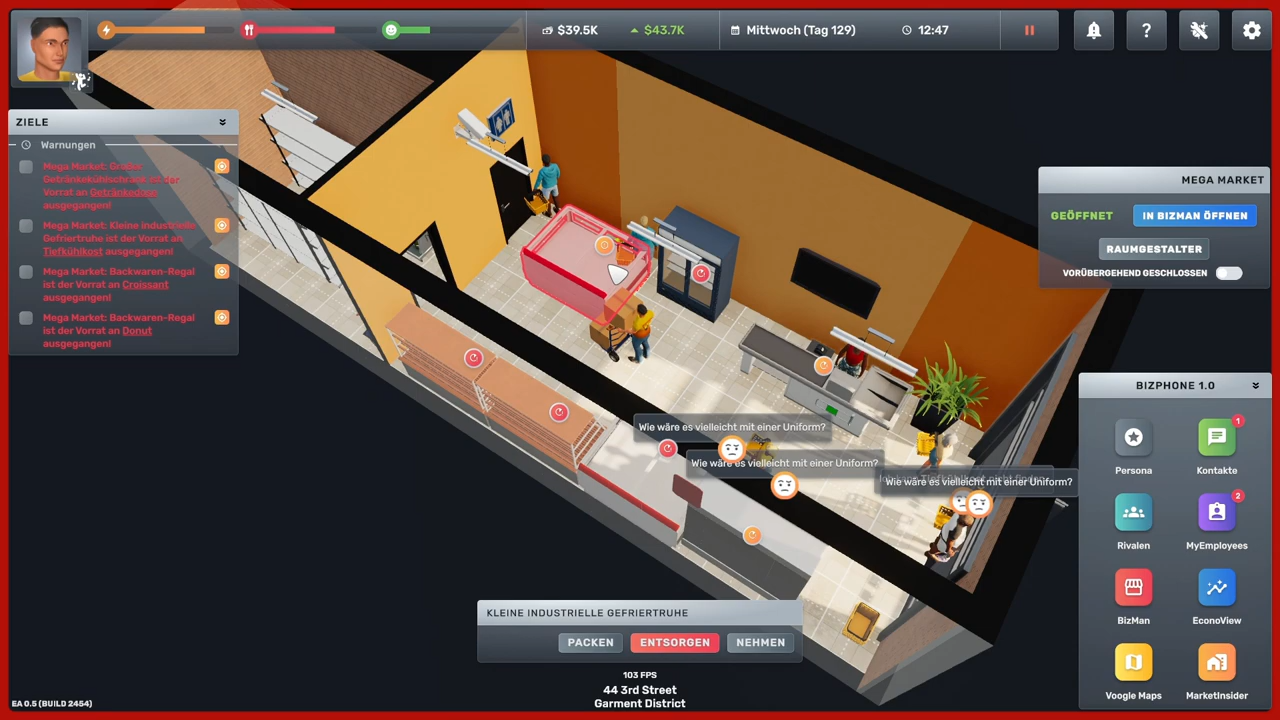 $39.5K
$43.7K
Mittwoch (Tag 129)
12:47
ZIELE
Warnungen
Mega Market: Großer
Getränkekühlschrank ist der
Vorrat an Getränkedose
ausgegangen!
Mega Market: Kleine industrielle
Gefriertruhe ist der Vorrat an
Tiefkühlkost ausgegangen!
Mega Market: Backwaren-Regal
ist der Vorrat an Croissant
ausgegangen!
Mega Market: Backwaren-Regal
ist der Vorrat an Donut
ausgegangen!
MEGA MARKET
GEÖFFNET
IN BIZMAN ÖFFNEN
RAUMGESTALTER
VORÜBERGEHEND GESCHLOSSEN
Wie wäre es vielleicht mit einer Uniform?
Wie wäre es vielleicht mit einer Uniform?
Wie wäre es vielleicht mit einer Uniform?
BIZPHONE 1.0
1
Persona
Kontakte
2
Rivalen
MyEmployees
BizMan
EconoView
Voogle Maps
MarketInsider
KLEINE INDUSTRIELLE GEFRIERTRUHE
PACKEN
ENTSORGEN
NEHMEN
103 FPS
44 3rd Street
Garment District
EA 0.5 (BUILD 2454)